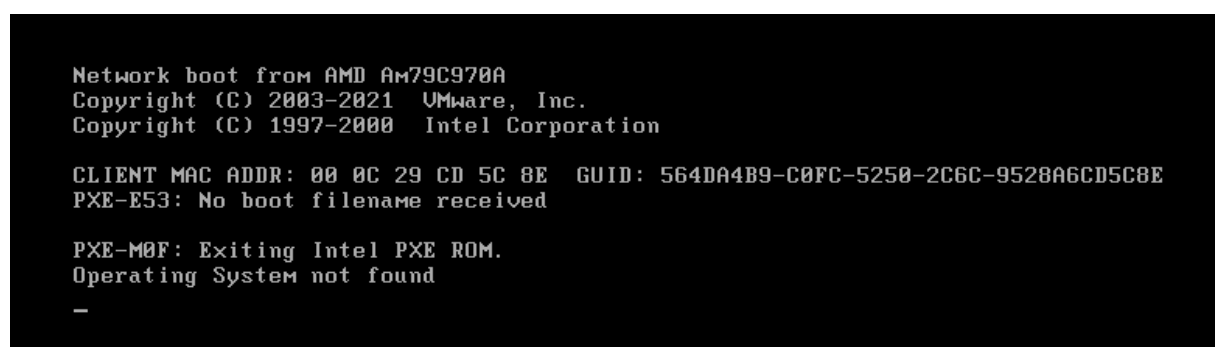 Network boot from AMD Am79C970A
Copyright (C) 2003-2021  VMware, Inc.
Copyright (C) 1997-2000  Intel Corporation
CLIENT MAC ADDR: 00 0C 29 CD 5C 8E  GUID: 564DA4B9-C0FC-5250-2C6C-9528A6CD5C8E
PXE-E53: No boot filename received
PXE-M0F: Exiting Intel PXE ROM.
Operating System not found
_